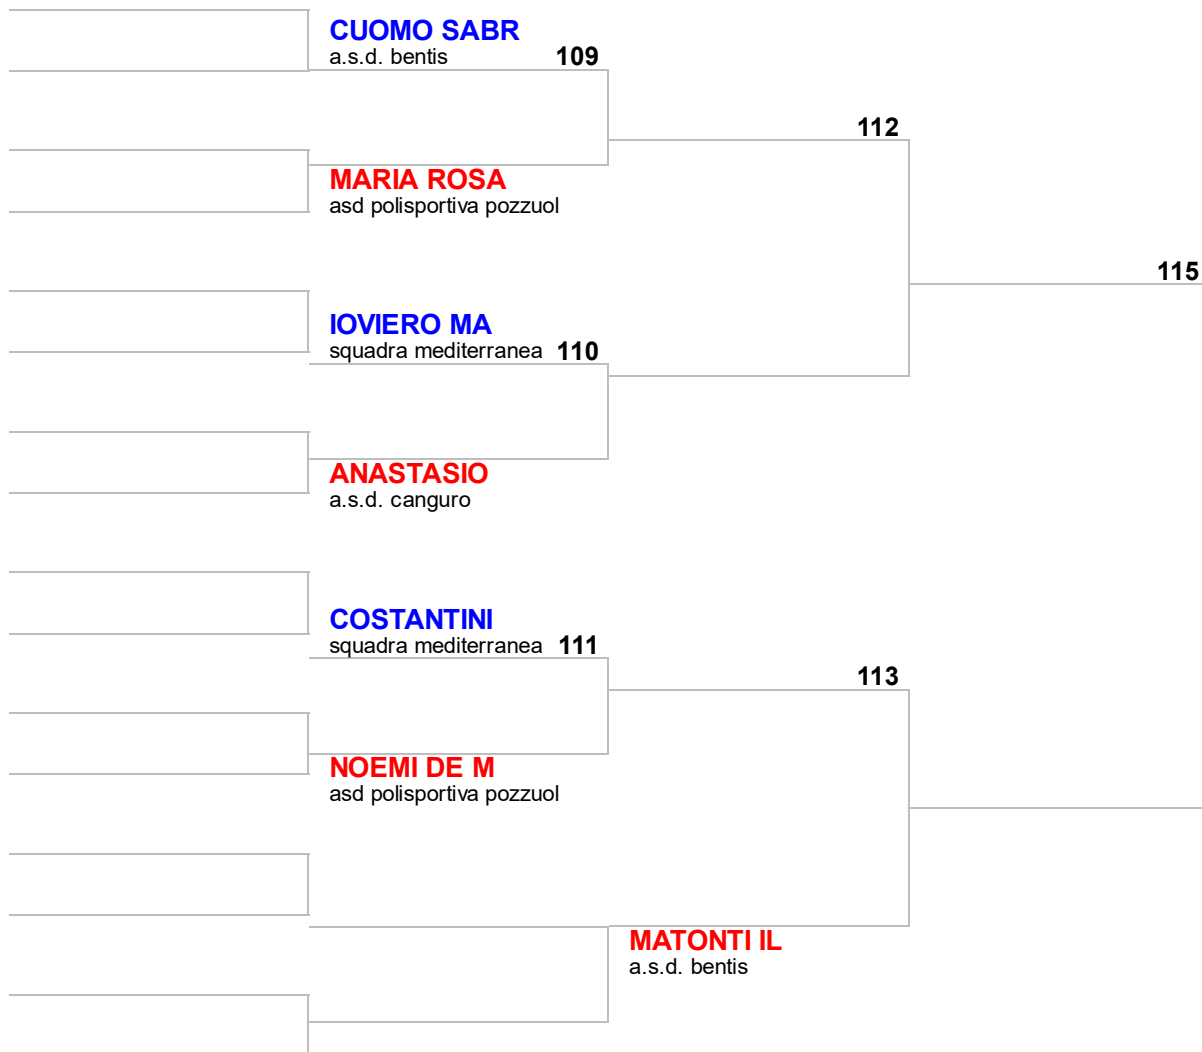 CUOMO SABR
a.s.d. bentis
109
112
MARIA ROSA
asd polisportiva pozzuol
115
IOVIERO MA
squadra mediterranea
110
ANASTASIO
a.s.d. canguro
COSTANTINI
squadra mediterranea
111
113
NOEMI DE M
asd polisportiva pozzuol
MATONTI IL
a.s.d. bentis